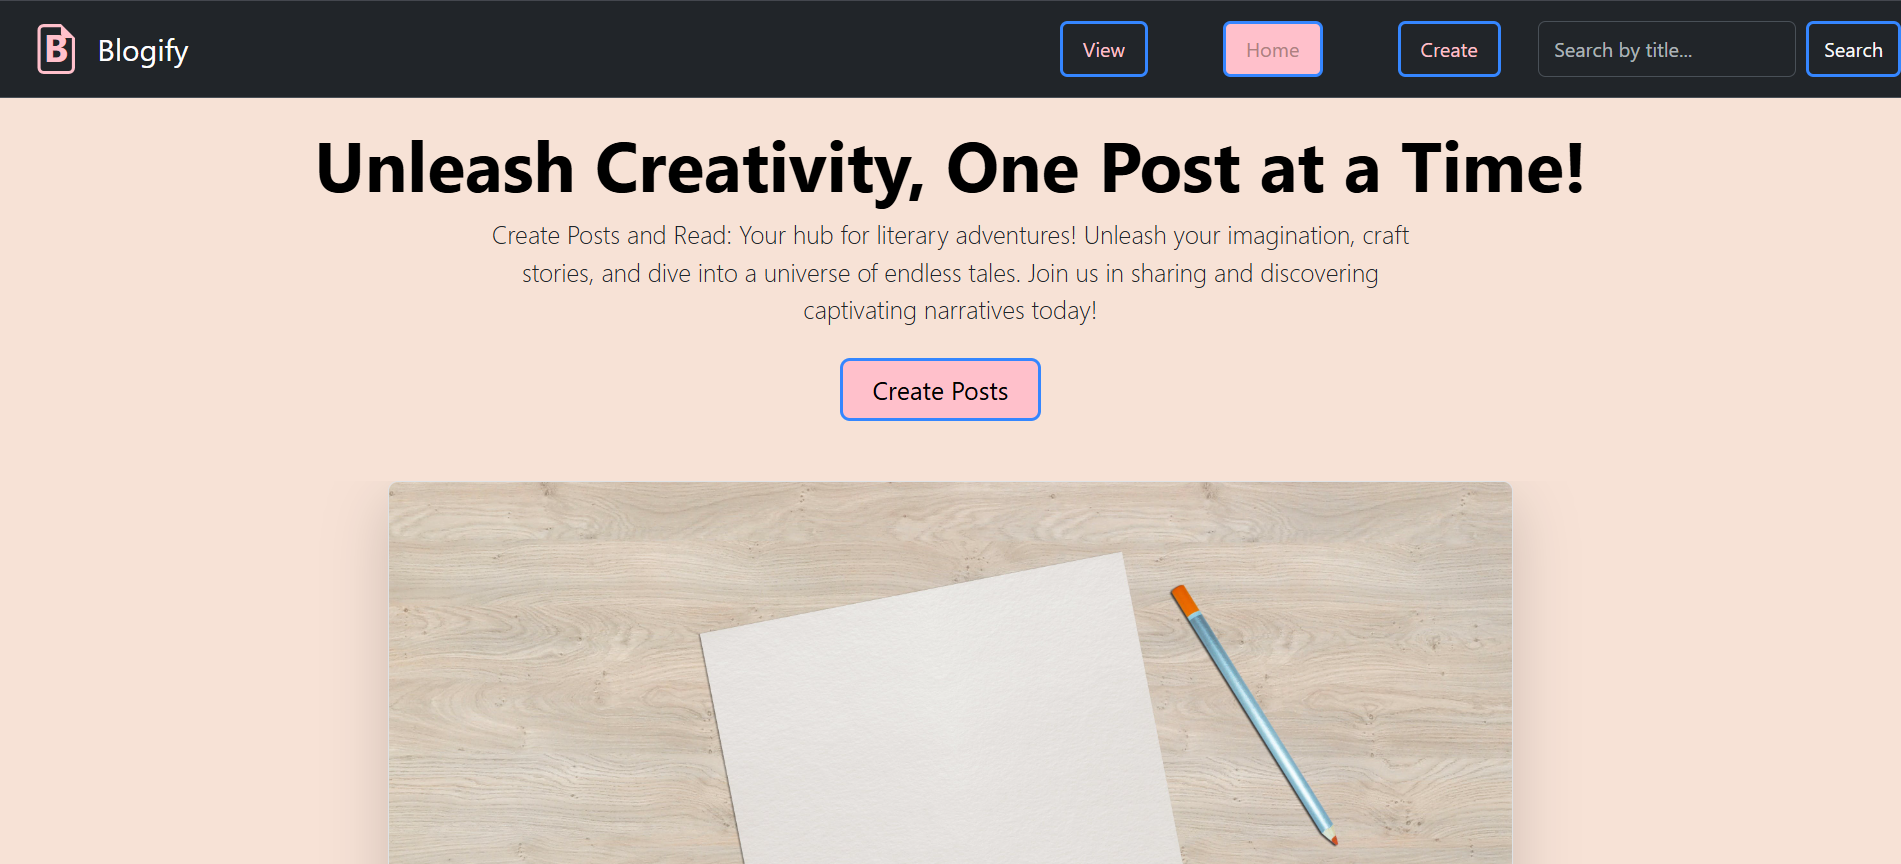 B Blogify View Home Create Search by title... Search
Unleash Creativity, One Post at a Time!
Create Posts and Read: Your hub for literary adventures! Unleash your imagination, craft
stories, and dive into a universe of endless tales. Join us in sharing and discovering
captivating narratives today!
Create Posts